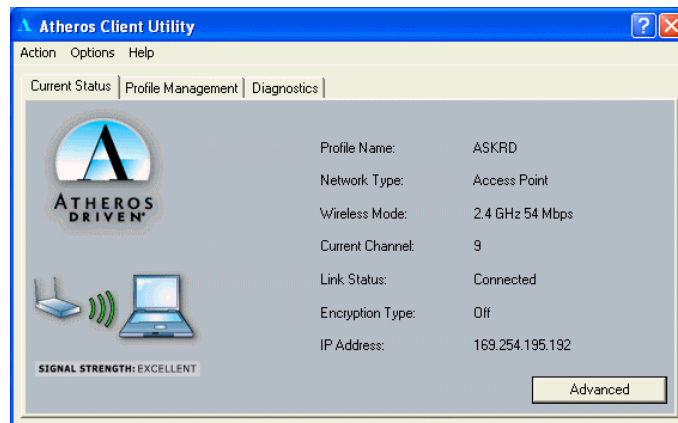 Atheros Client Utility
Action Options Help
Current Status Profile Management Diagnostics
ATHEROS
DRIVEN
Profile Name: ASKRD
Network Type: Access Point
Wireless Mode: 2.4 GHz 54 Mbps
Current Channel: 9
Link Status: Connected
Encryption Type: Off
IP Address: 169.254.195.192
SIGNAL STRENGTH: EXCELLENT
Advanced